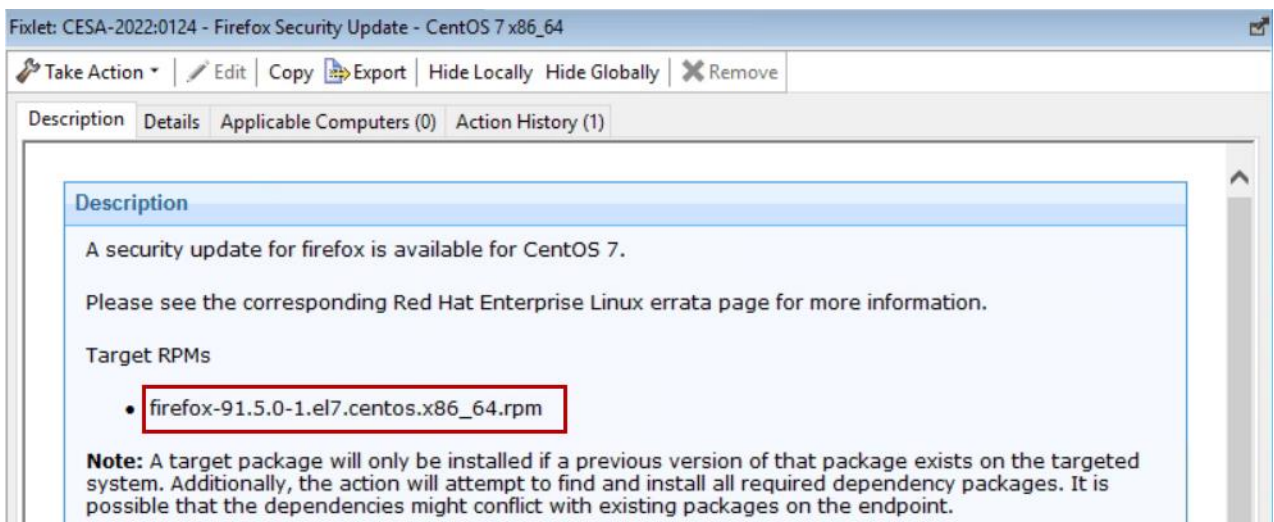 Fixlet: CESA-2022:0124 - Firefox Security Update - CentOS 7 x86_64
Take Action Edit Copy Export Hide Locally Hide Globally Remove
Description Details Applicable Computers (0) Action History (1)
Description
A security update for firefox is available for CentOS 7.
Please see the corresponding Red Hat Enterprise Linux errata page for more information.
Target RPMs
• firefox-91.5.0-1.el7.centos.x86_64.rpm
Note: A target package will only be installed if a previous version of that package exists on the targeted
system. Additionally, the action will attempt to find and install all required dependency packages. It is
possible that the dependencies might conflict with existing packages on the endpoint.